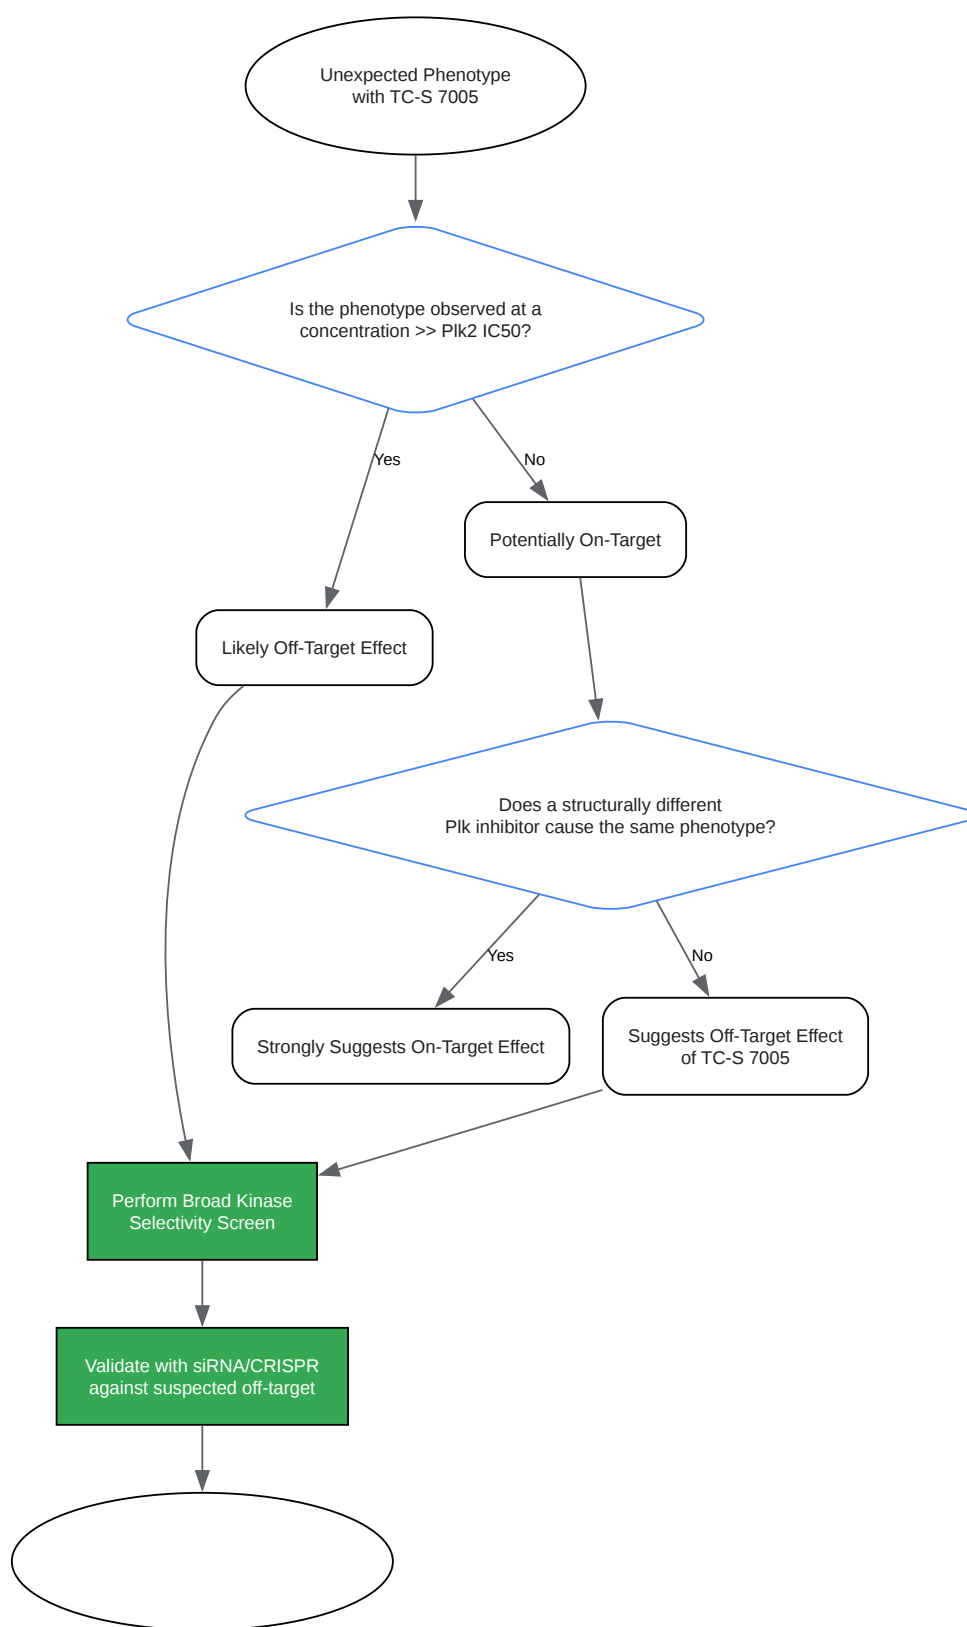 Unexpected Phenotype
with TC-S 7005
Is the phenotype observed at a
concentration >> Plk2 IC50?
Yes
No
Potentially On-Target
Likely Off-Target Effect
Does a structurally different
Plk inhibitor cause the same phenotype?
Yes
No
Strongly Suggests On-Target Effect
Suggests Off-Target Effect
of TC-S 7005
Perform Broad Kinase
Selectivity Screen
Validate with siRNA/CRISPR
against suspected off-target